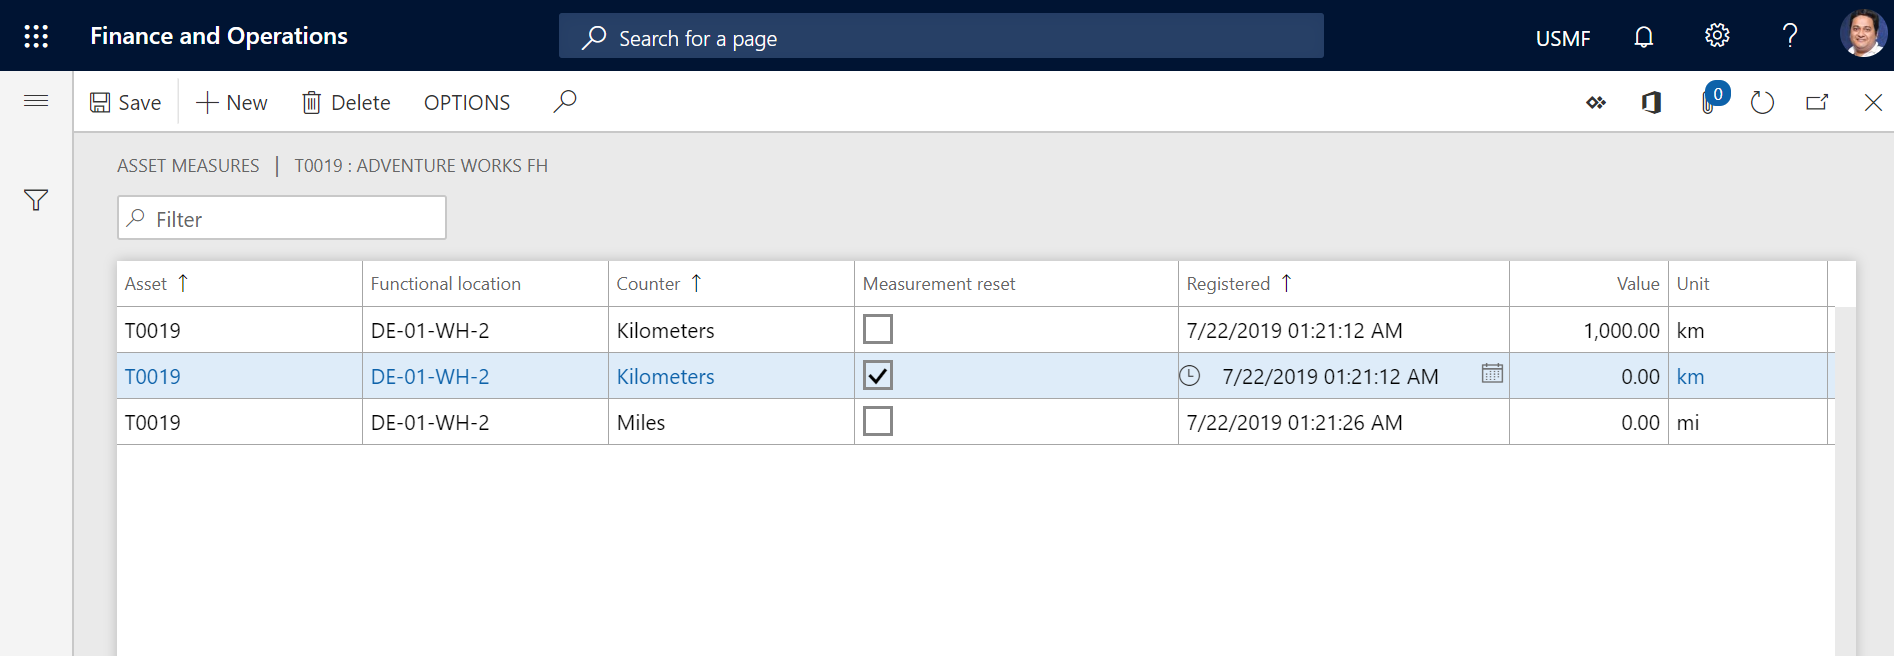 Finance and Operations Search for a page USMF
Save New Delete OPTIONS 0
ASSET MEASURES | T0019 : ADVENTURE WORKS FH
Filter
Asset Functional location Counter Measurement reset Registered Value Unit
T0019 DE-01-WH-2 Kilometers 7/22/2019 01:21:12 AM 1,000.00 km
T0019 DE-01-WH-2 Kilometers 7/22/2019 01:21:12 AM 0.00 km
T0019 DE-01-WH-2 Miles 7/22/2019 01:21:26 AM 0.00 mi